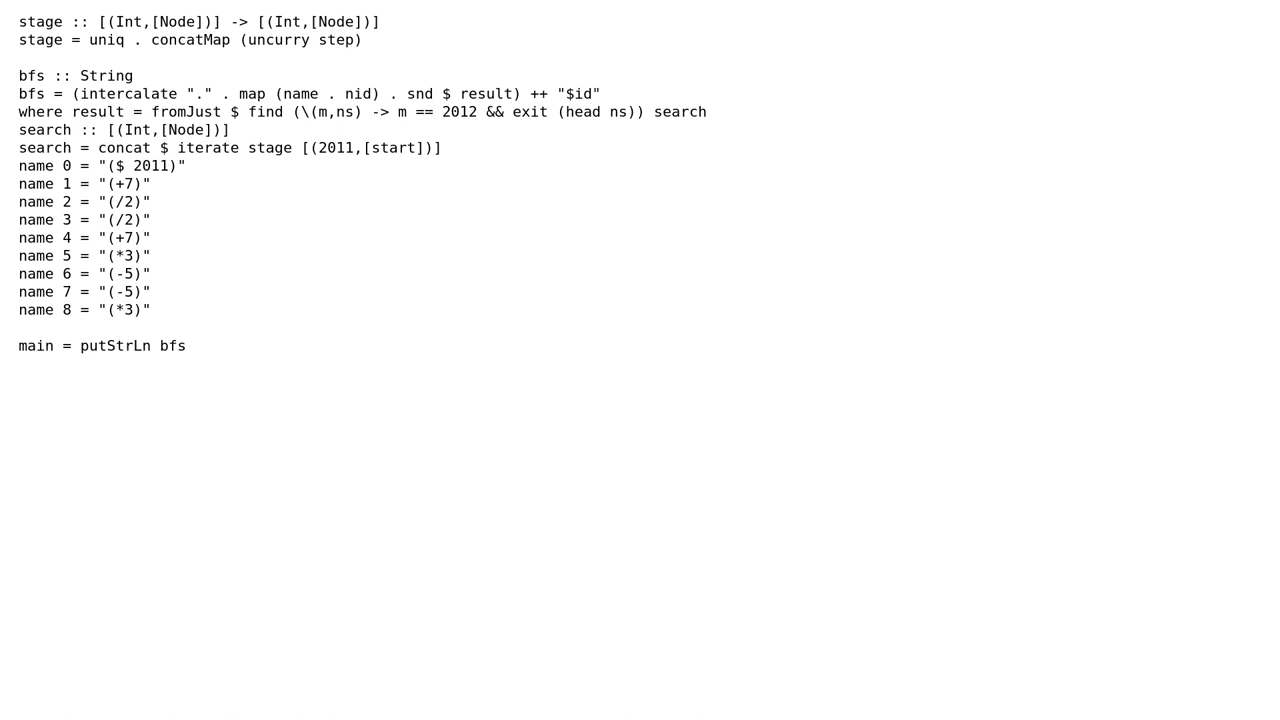 stage :: [(Int,[Node])] -> [(Int,[Node])]
stage = uniq . concatMap (uncurry step)

bfs :: String
bfs = (intercalate "." . map (name . nid) . snd $ result) ++ "$id"
where result = fromJust $ find (\(m,ns) -> m == 2012 && exit (head ns)) search
search :: [(Int,[Node])]
search = concat $ iterate stage [(2011,[start])]
name 0 = "($ 2011)"
name 1 = "(+7)"
name 2 = "(/2)"
name 3 = "(/2)"
name 4 = "(+7)"
name 5 = "(*3)"
name 6 = "(-5)"
name 7 = "(-5)"
name 8 = "(*3)"

main = putStrLn bfs